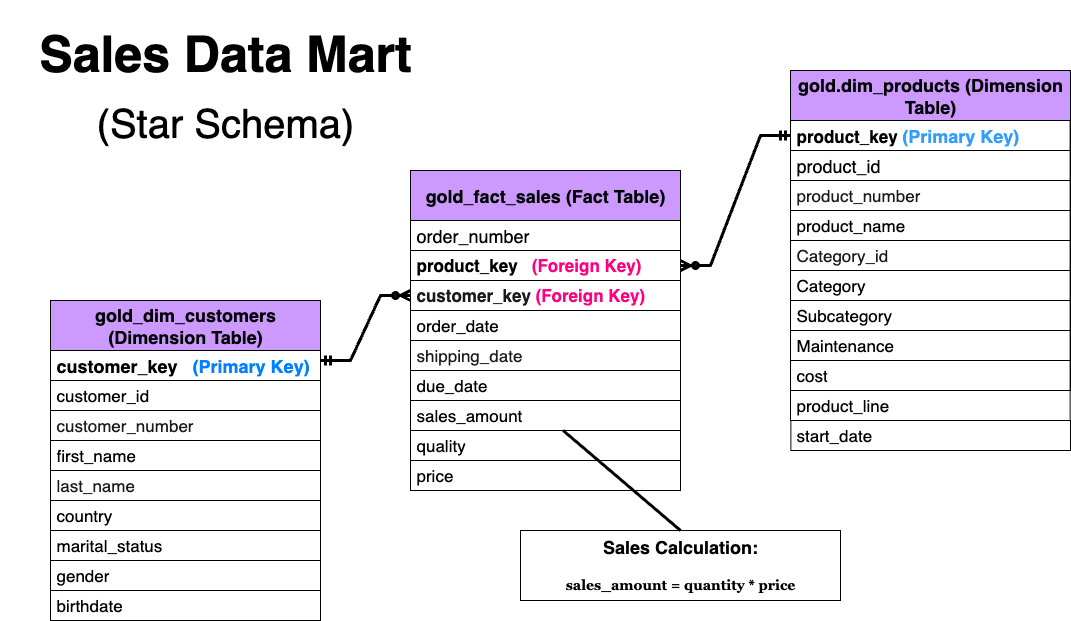 Sales Data Mart
(Star Schema)
gold_dim_customers
(Dimension Table)
customer_key (Primary Key)
customer_id
customer_number
first_name
last_name
country
marital_status
gender
birthdate
gold_fact_sales (Fact Table)
order_number
product_key (Foreign Key)
customer_key (Foreign Key)
order_date
shipping_date
due_date
sales_amount
quality
price
Sales Calculation:
sales_amount = quantity * price
gold.dim_products (Dimension
Table)
product_key (Primary Key)
product_id
product_number
product_name
Category_id
Category
Subcategory
Maintenance
cost
product_line
start_date